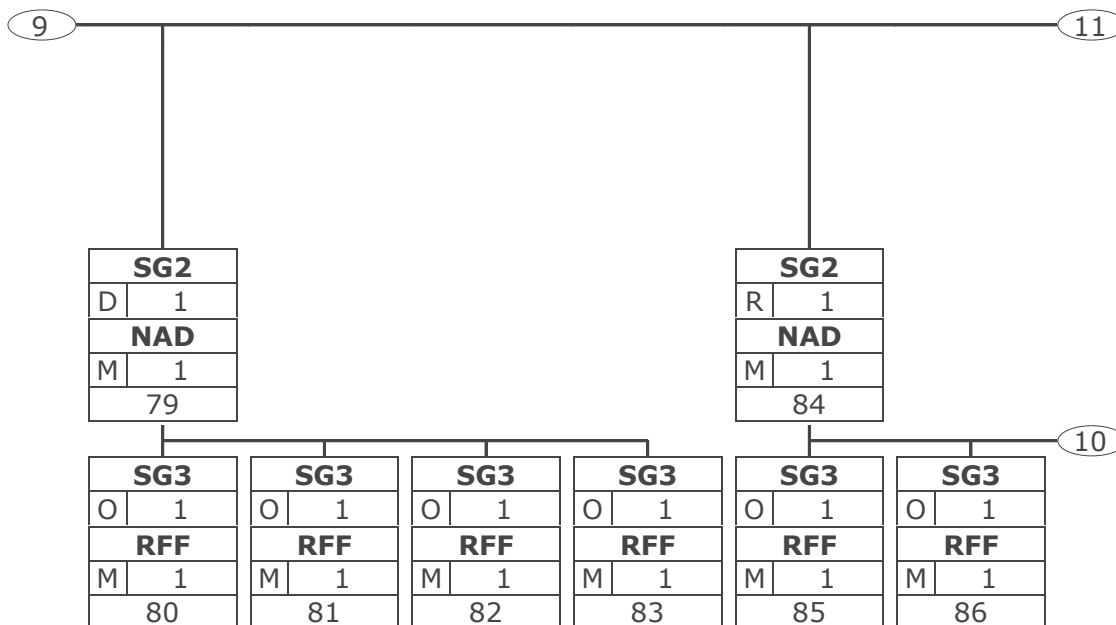 9 11
SG2 SG2
D 1 R 1
NAD NAD
M 1 M 1
79 84
10
SG3 SG3 SG3 SG3 SG3 SG3
O 1 O 1 O 1 O 1 O 1 O 1
RFF RFF RFF RFF RFF RFF
M 1 M 1 M 1 M 1 M 1 M 1
80 81 82 83 85 86